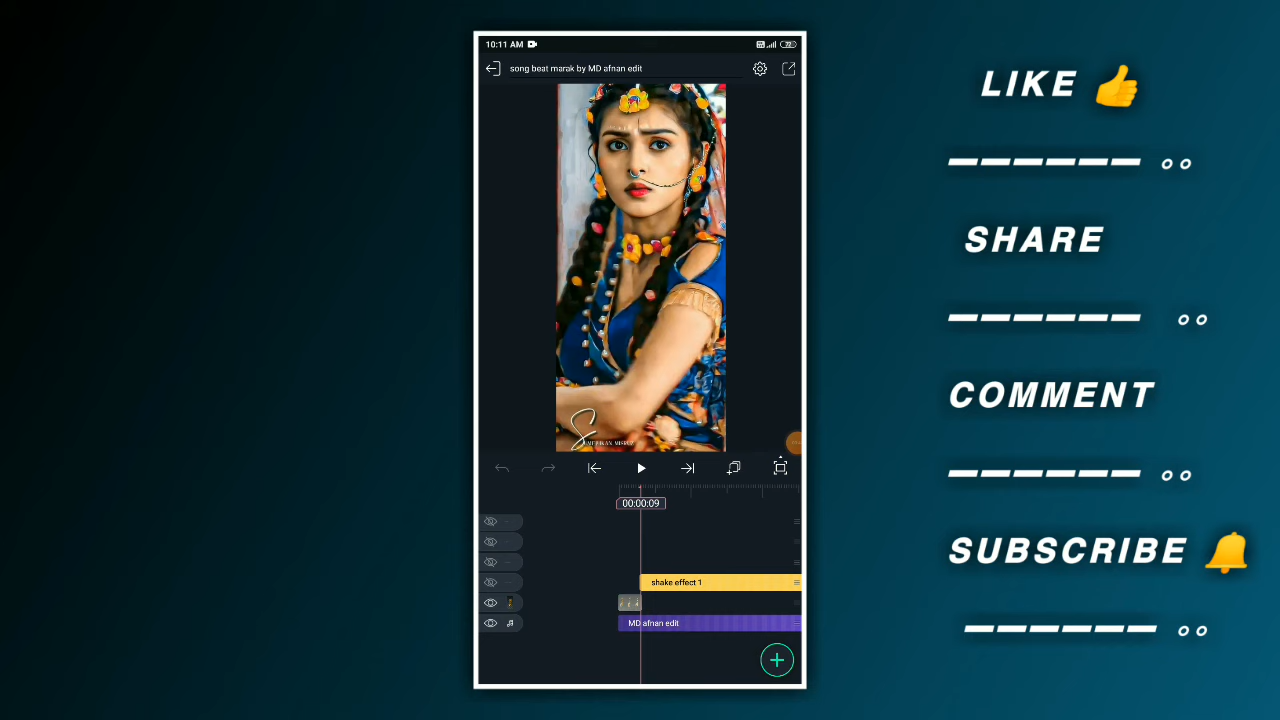 10:11 AM
72
song beat marak by MD afnan edit
00:00:09
shake effect 1
MD afnan edit
LIKE 👍
SHARE
COMMENT
SUBSCRIBE 🔔